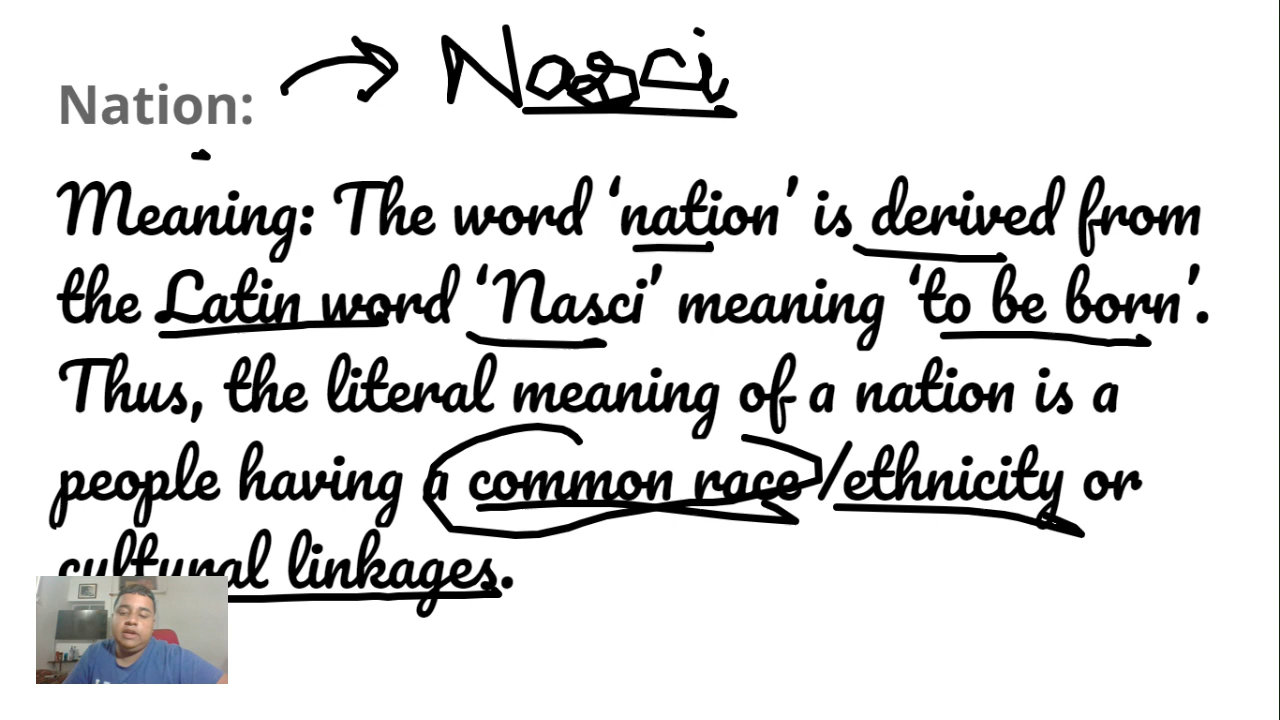 Nasci
Nation:
Meaning: The word ‘nation’ is derived from
the Latin word ‘Nasci’ meaning ‘to be born’.
Thus, the literal meaning of a nation is a
people having a common race/ethnicity or
cultural linkages.